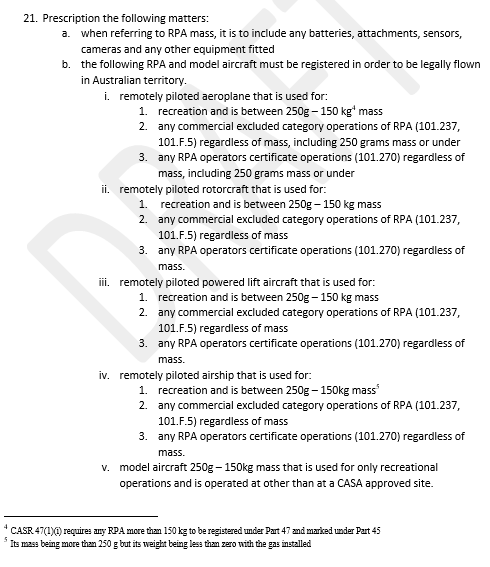 21. Prescription the following matters:
a. when referring to RPA mass, it is to include any batteries, attachments, sensors,
cameras and any other equipment fitted
b. the following RPA and model aircraft must be registered in order to be legally flown
in Australian territory.
i. remotely piloted aeroplane that is used for:
1. recreation and is between 250g – 150 kg⁴ mass
2. any commercial excluded category operations of RPA (101.237,
101.F.5) regardless of mass, including 250 grams mass or under
3. any RPA operators certificate operations (101.270) regardless of
mass, including 250 grams mass or under
ii. remotely piloted rotorcraft that is used for:
1. recreation and is between 250g – 150 kg mass
2. any commercial excluded category operations of RPA (101.237,
101.F.5) regardless of mass
3. any RPA operators certificate operations (101.270) regardless of
mass.
iii. remotely piloted powered lift aircraft that is used for:
1. recreation and is between 250g – 150 kg mass
2. any commercial excluded category operations of RPA (101.237,
101.F.5) regardless of mass
3. any RPA operators certificate operations (101.270) regardless of
mass.
iv. remotely piloted airship that is used for:
1. recreation and is between 250g – 150kg mass⁵
2. any commercial excluded category operations of RPA (101.237,
101.F.5) regardless of mass
3. any RPA operators certificate operations (101.270) regardless of
mass.
v. model aircraft 250g – 150kg mass that is used for only recreational
operations and is operated at other than at a CASA approved site.
⁴ CASR 47(1)(i) requires any RPA more than 150 kg to be registered under Part 47 and marked under Part 45
⁵ Its mass being more than 250 g but its weight being less than zero with the gas installed
DRAFT